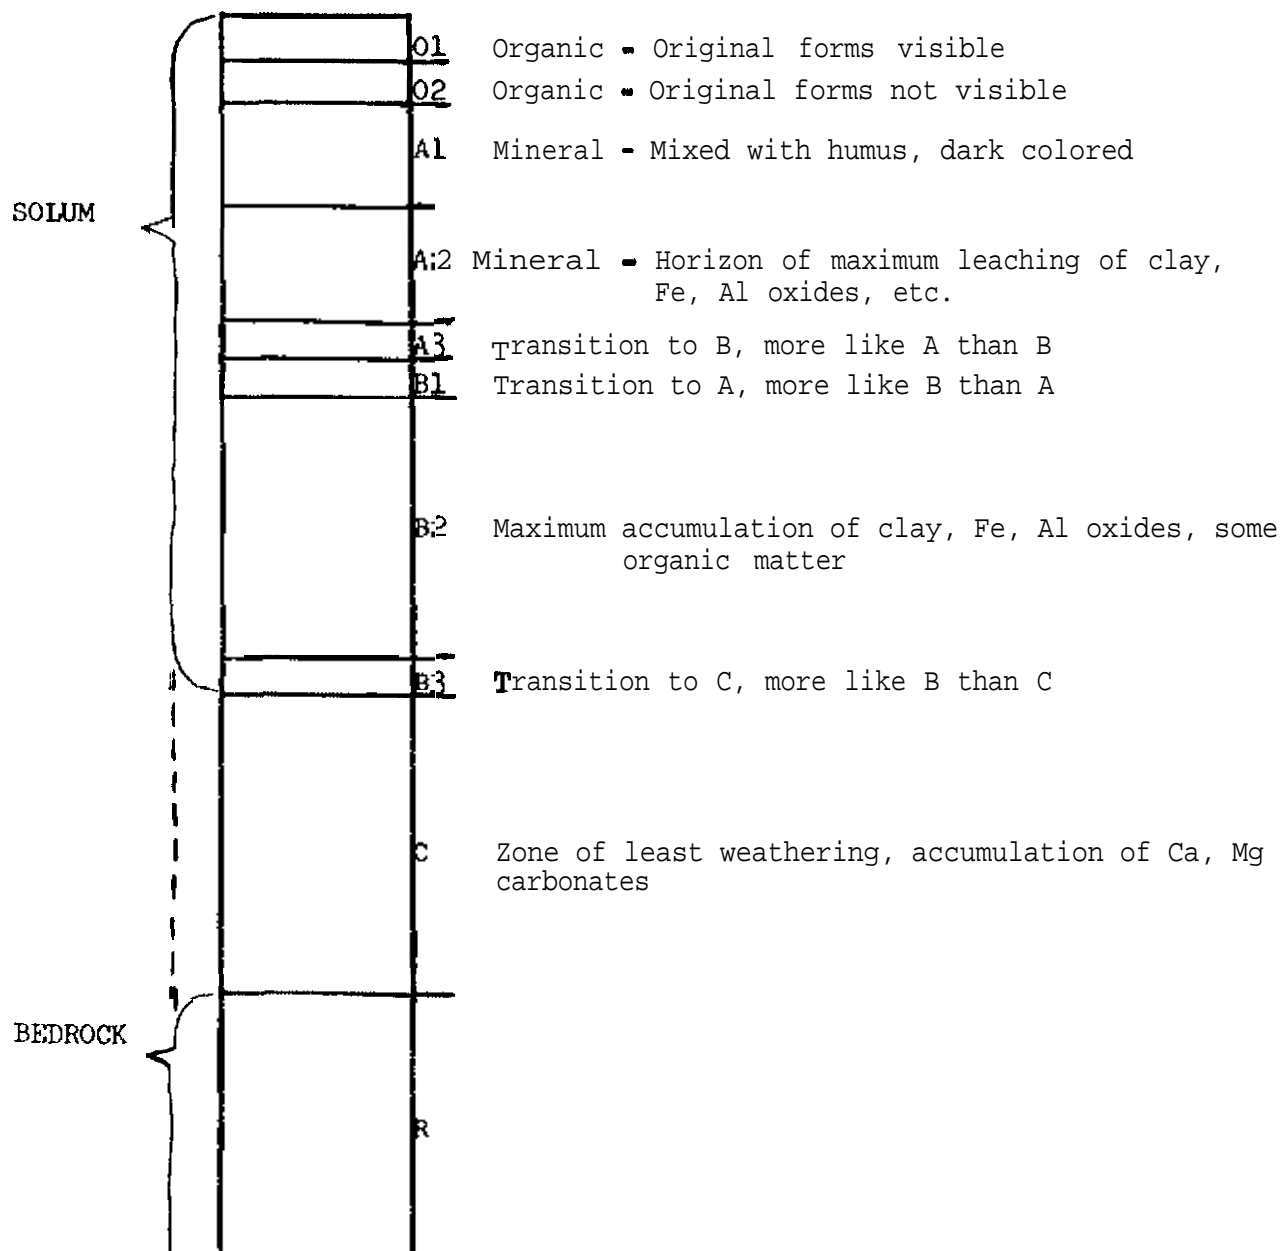 O1 Organic - Original forms visible
O2 Organic - Original forms not visible
A1 Mineral - Mixed with humus, dark colored
SOLUM
A2 Mineral - Horizon of maximum leaching of clay,
Fe, Al oxides, etc.
A3 Transition to B, more like A than B
B1 Transition to A, more like B than A
B2 Maximum accumulation of clay, Fe, Al oxides, some
organic matter
B3 Transition to C, more like B than C
C Zone of least weathering, accumulation of Ca, Mg
carbonates
BEDROCK
R